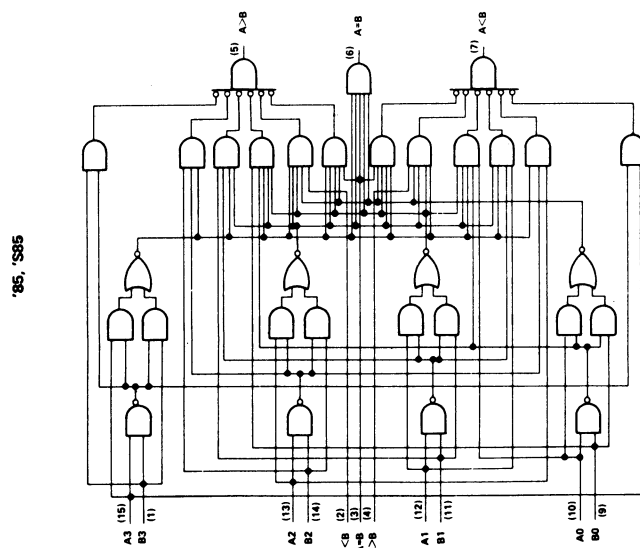 '85, 'S85
(5) A>B
(6) A=B
(7) A<B
(15) A3
(1) B3
(13) A2
(14) B2
(2) <B
(3) A=B
(4) >B
(12) A1
(11) B1
(10) A0
(9) B0